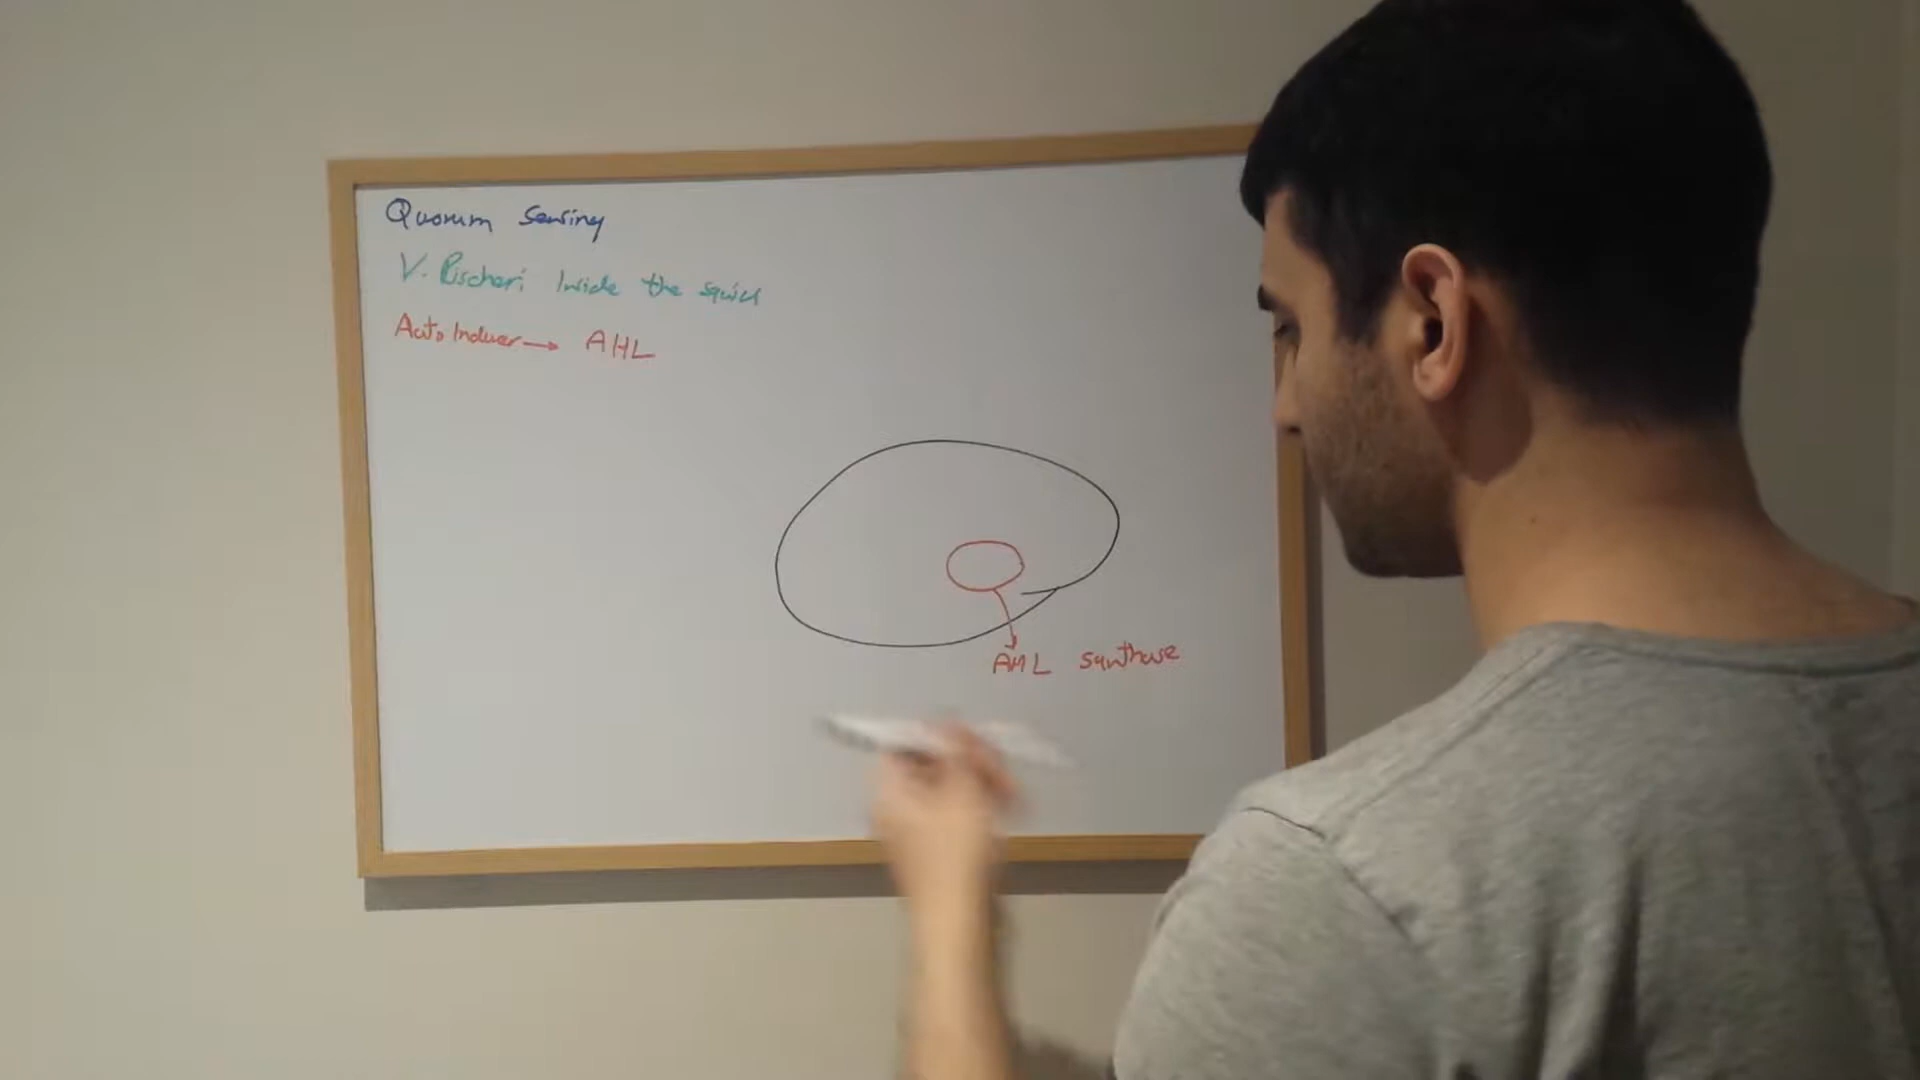 Quorum Sensing
V. Fischeri Inside the squid
Auto Inducer → AHL
AHL synthase